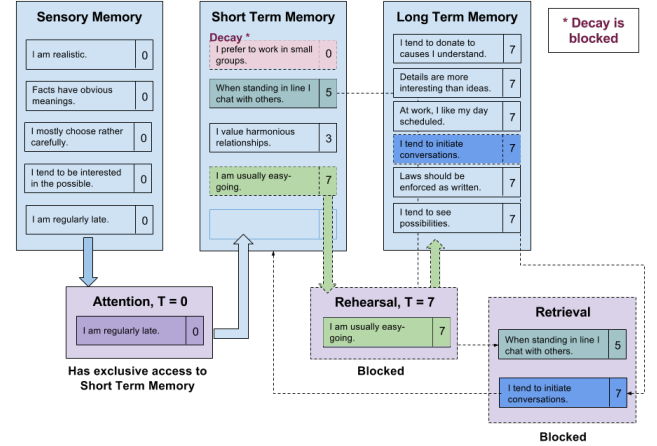 Sensory Memory
I am realistic.
0
Facts have obvious
meanings.
0
I mostly choose rather
carefully.
0
I tend to be interested
in the possible.
0
I am regularly late.
0
Short Term Memory
Decay *
I prefer to work in small
groups.
0
When standing in line I
chat with others.
5
I value harmonious
relationships.
3
I am usually easy-
going.
7
Long Term Memory
I tend to donate to
causes I understand.
7
Details are more
interesting than ideas.
7
At work, I like my day
scheduled.
7
I tend to initiate
conversations.
7
Laws should be
enforced as written.
7
I tend to see
possibilities.
7
* Decay is
blocked
Attention, T = 0
I am regularly late.
0
Has exclusive access to
Short Term Memory
Rehearsal, T = 7
I am usually easy-
going.
7
Blocked
Retrieval
When standing in line I
chat with others.
5
I tend to initiate
conversations.
7
Blocked